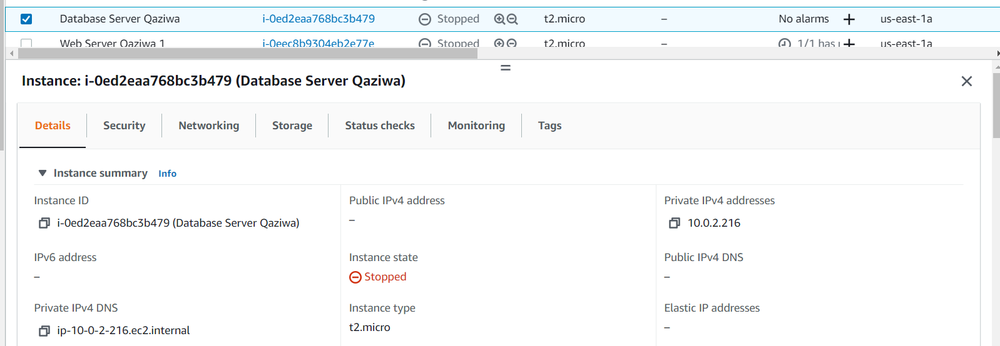 Database Server Qaziwa i-0ed2eaa768bc3b479 Stopped t2.micro – No alarms + us-east-1a
Web Server Qaziwa 1 i-0eec8b9304eb2e77e Stopped t2.micro – 1/1 has + us-east-1a
Instance: i-0ed2eaa768bc3b479 (Database Server Qaziwa)
Details Security Networking Storage Status checks Monitoring Tags
Instance summary Info
Instance ID Public IPv4 address Private IPv4 addresses
i-0ed2eaa768bc3b479 (Database Server Qaziwa) – 10.0.2.216
IPv6 address Instance state Public IPv4 DNS
– Stopped –
Private IPv4 DNS Instance type Elastic IP addresses
ip-10-0-2-216.ec2.internal t2.micro –